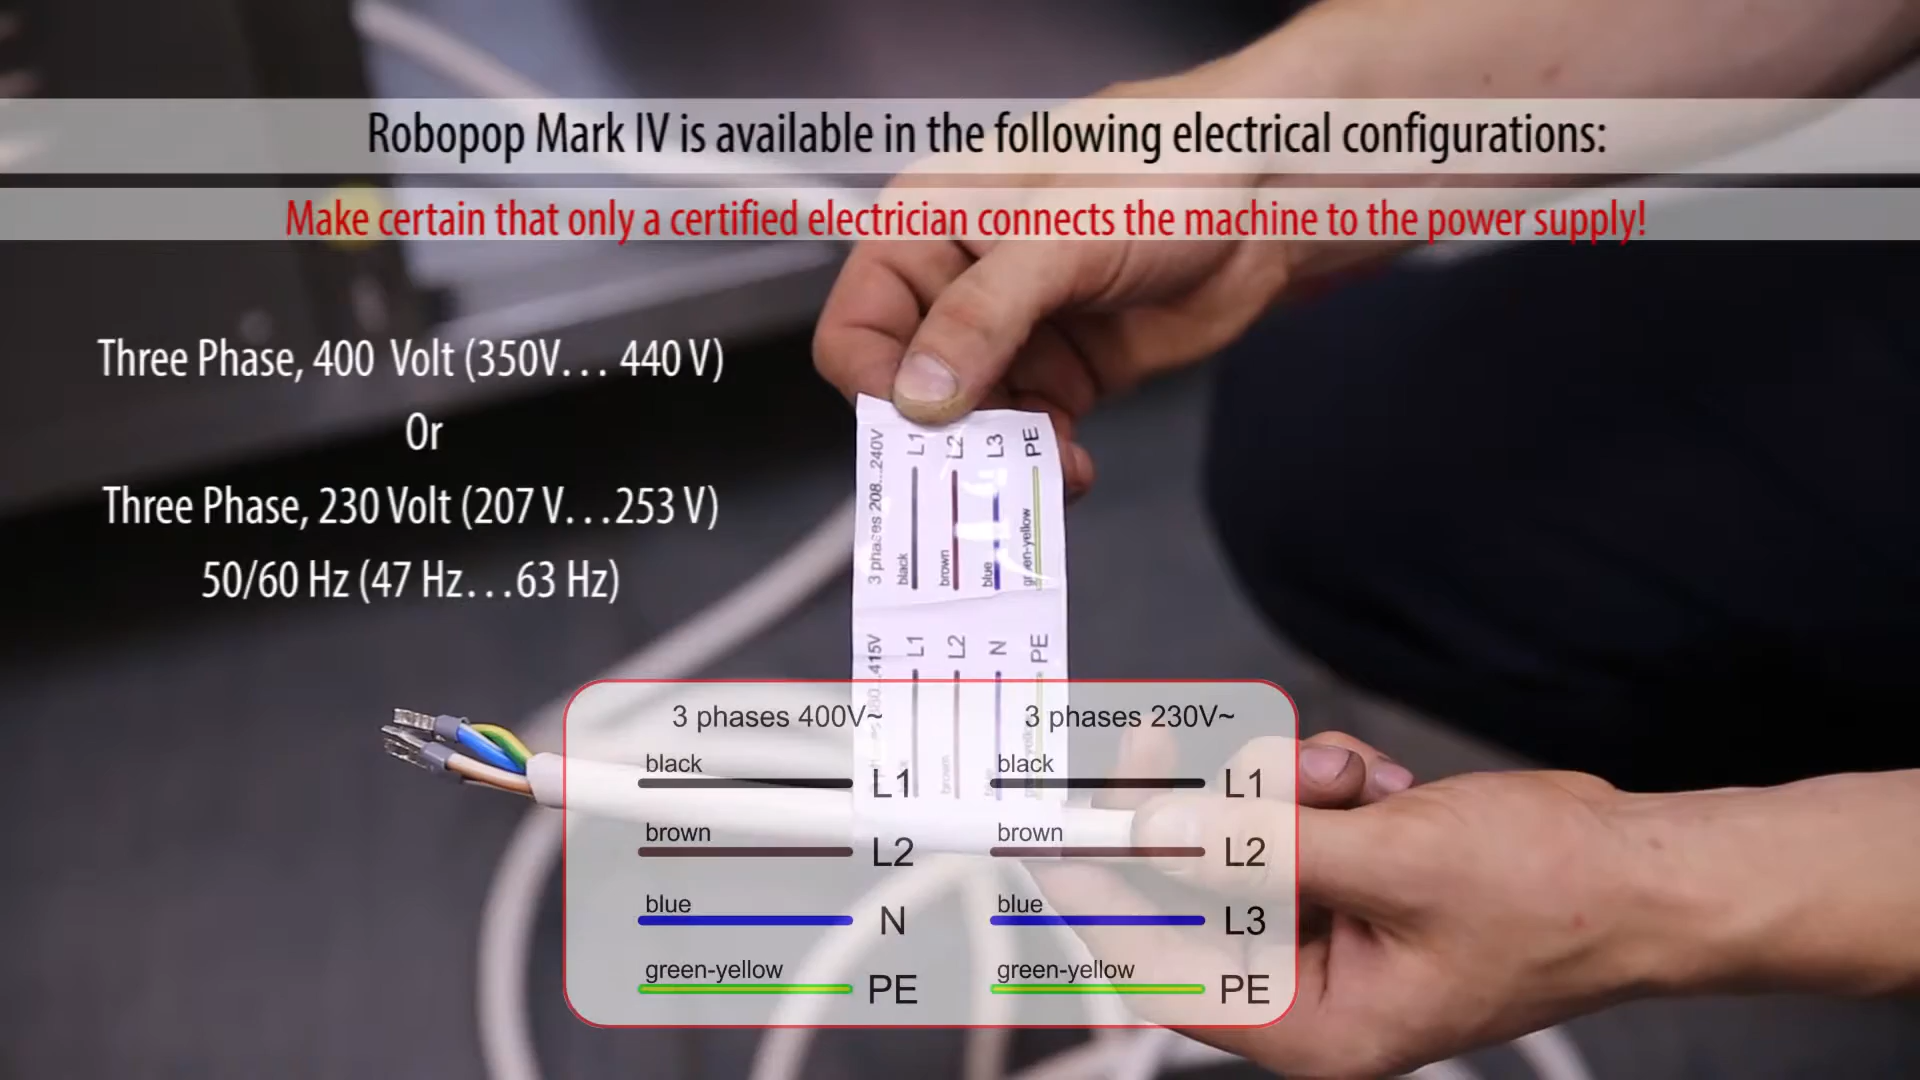 Robopop Mark IV is available in the following electrical configurations:
Make certain that only a certified electrician connects the machine to the power supply!
Three Phase, 400 Volt (350V... 440 V)
Or
Three Phase, 230 Volt (207 V...253 V)
50/60 Hz (47 Hz...63 Hz)
3 phases 208...240V
black L1
brown L2
blue L3
green-yellow PE
415V
L1
brown L2
N
PE
3 phases 400V~
black L1
brown L2
blue N
green-yellow PE
3 phases 230V~
black L1
brown L2
blue L3
green-yellow PE